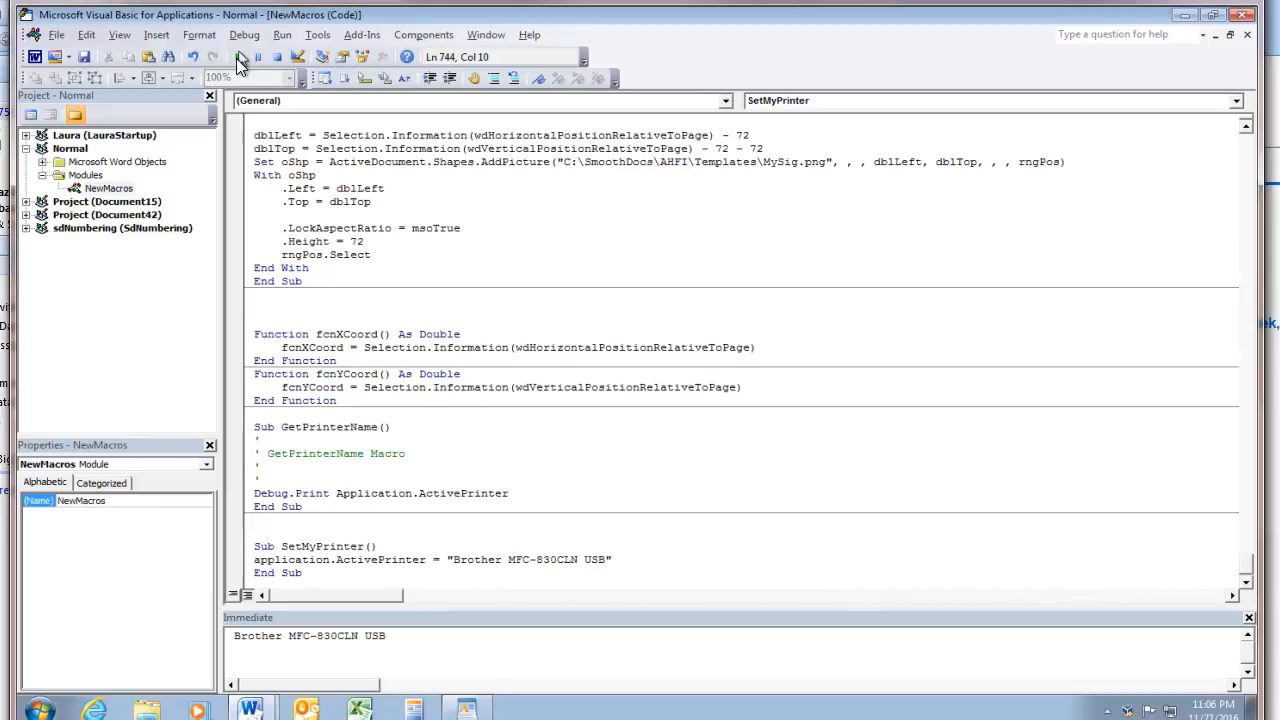 Microsoft Visual Basic for Applications - Normal - [NewMacros (Code)]
File Edit View Insert Format Debug Run Tools Add-Ins Components Window Help
Type a question for help
Ln 744, Col 10
100%
Project - Normal
(General)
SetMyPrinter
Laura (LauraStartup)
Normal
Microsoft Word Objects
Modules
NewMacros
Project (Document15)
Project (Document42)
sdNumbering (SdNumbering)
dblLeft = Selection.Information(wdHorizontalPositionRelativeToPage) - 72
dblTop = Selection.Information(wdVerticalPositionRelativeToPage) - 72 - 72
Set oShp = ActiveDocument.Shapes.AddPicture("C:\SmoothDocs\AHFI\Templates\MySig.png", , , dblLeft, dblTop, , , rngPos)
With oShp
.Left = dblLeft
.Top = dblTop
.LockAspectRatio = msoTrue
.Height = 72
rngPos.Select
End With
End Sub
Function fcnXCoord() As Double
fcnXCoord = Selection.Information(wdHorizontalPositionRelativeToPage)
End Function
Function fcnYCoord() As Double
fcnYCoord = Selection.Information(wdVerticalPositionRelativeToPage)
End Function
Sub GetPrinterName()
'
' GetPrinterName Macro
'
'
Debug.Print Application.ActivePrinter
End Sub
Sub SetMyPrinter()
application.ActivePrinter = "Brother MFC-830CLN USB"
End Sub
Properties - NewMacros
NewMacros Module
Alphabetic Categorized
(Name) NewMacros
Immediate
Brother MFC-830CLN USB
11:06 PM
11/27/2016